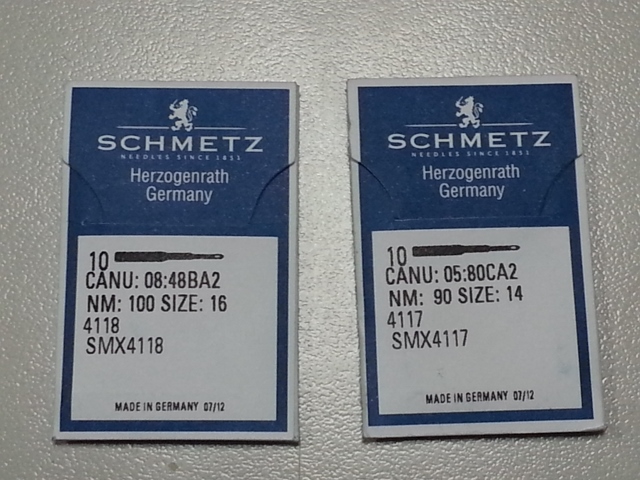 SCHMETZ
NEEDLES SINCE 1851
Herzogenrath
Germany
10
CANU: 08:48BA2
NM: 100 SIZE: 16
4118
SMX4118
MADE IN GERMANY 07/12
SCHMETZ
NEEDLES SINCE 1851
Herzogenrath
Germany
10
CANU: 05:80CA2
NM: 90 SIZE: 14
4117
SMX4117
MADE IN GERMANY 07/12